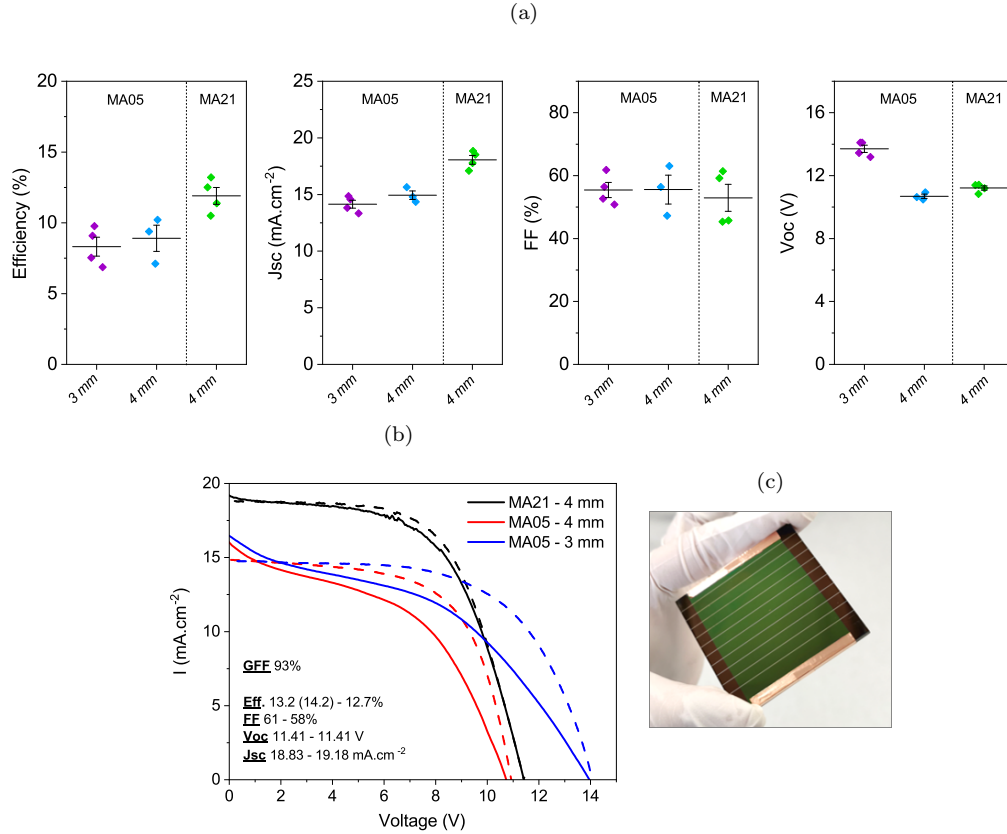 (a)
Efficiency (%)
20
15
10
5
0
MA05
MA21
3 mm
4 mm
4 mm
Jsc (mA.cm⁻²)
25
20
15
10
5
0
MA05
MA21
3 mm
4 mm
4 mm
FF (%)
80
60
40
20
0
MA05
MA21
3 mm
4 mm
4 mm
Voc (V)
16
12
8
4
0
MA05
MA21
3 mm
4 mm
4 mm
(b)
I (mA.cm⁻²)
20
15
10
5
0
MA21 - 4 mm
MA05 - 4 mm
MA05 - 3 mm
GFF 93%
Eff. 13.2 (14.2) - 12.7%
FF 61 - 58%
Voc 11.41 - 11.41 V
Jsc 18.83 - 19.18 mA.cm⁻²
0 2 4 6 8 10 12 14
Voltage (V)
(c)